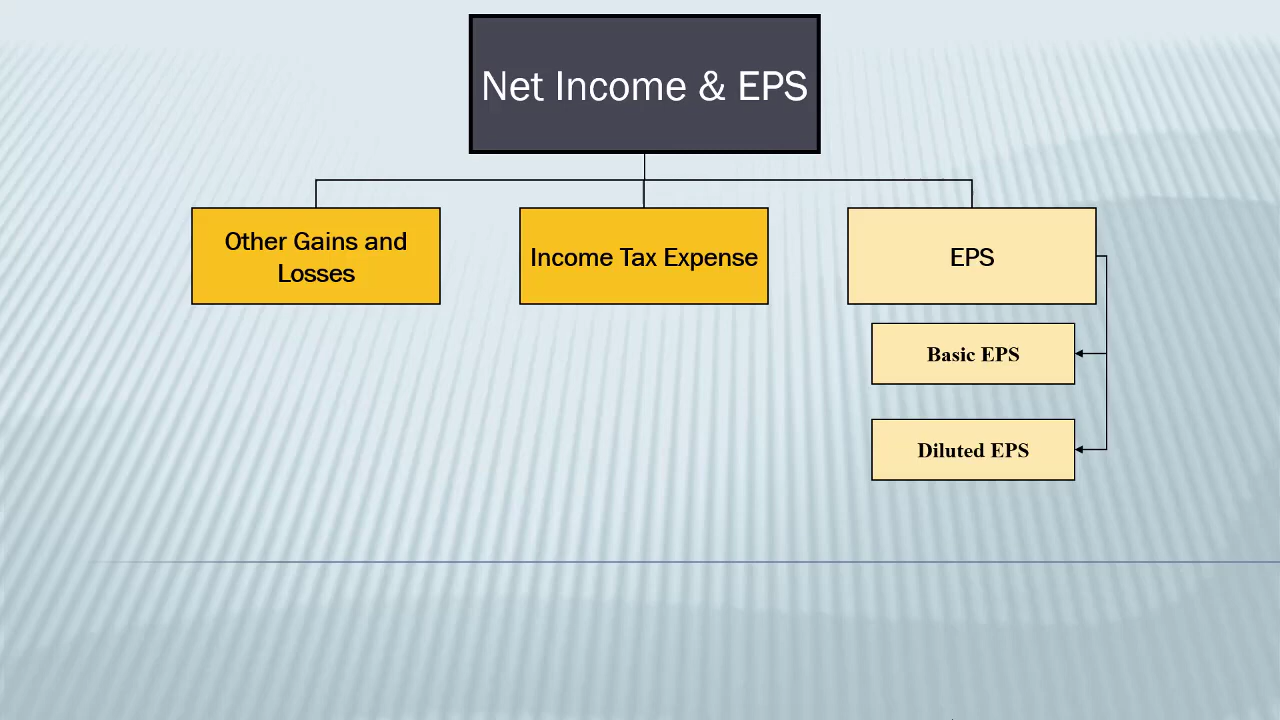 Net Income & EPS
Other Gains and
Losses
Income Tax Expense
EPS
Basic EPS
Diluted EPS